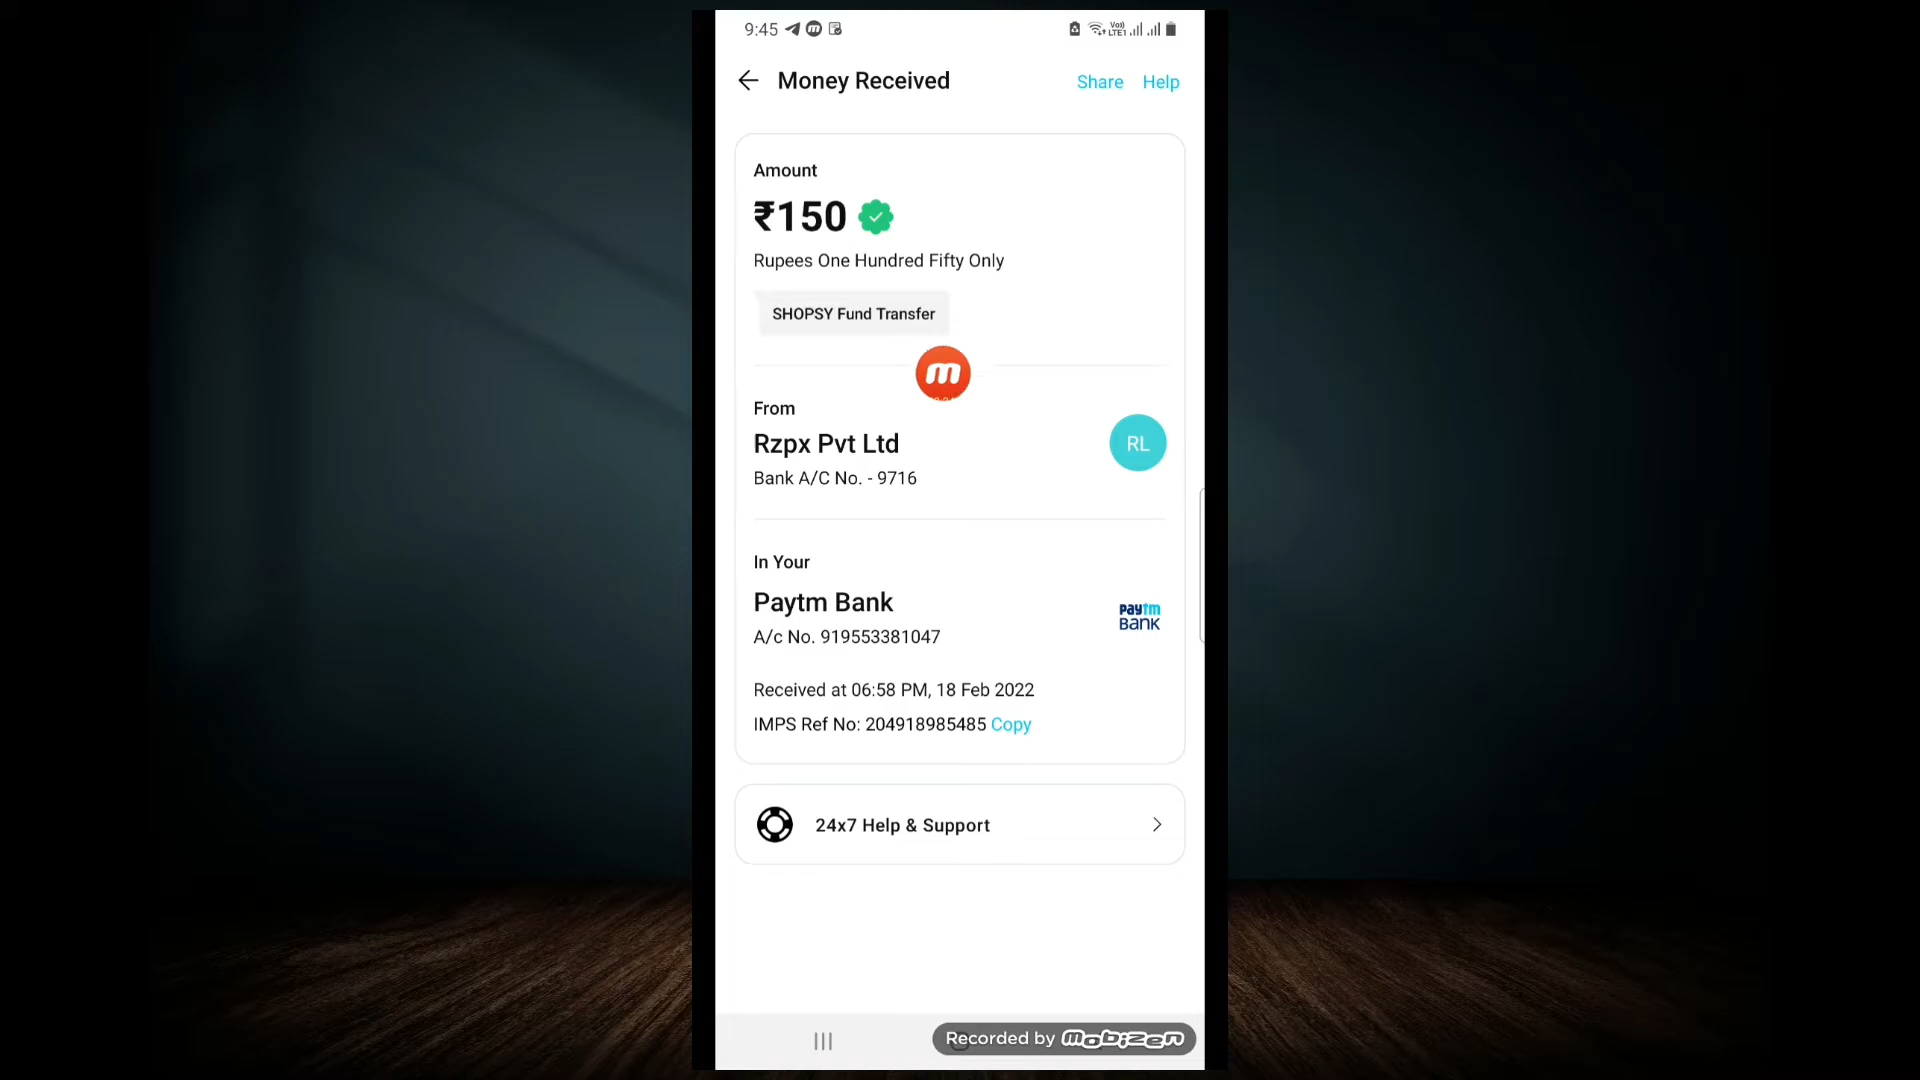 9:45
Vo)) LTE1
Money Received
Share Help
Amount
₹150
Rupees One Hundred Fifty Only
SHOPSY Fund Transfer
m
From
Rzpx Pvt Ltd
RL
Bank A/C No. - 9716
In Your
Paytm Bank
paytm
BANK
A/c No. 919553381047
Received at 06:58 PM, 18 Feb 2022
IMPS Ref No: 204918985485 Copy
24x7 Help & Support
Recorded by mobizen